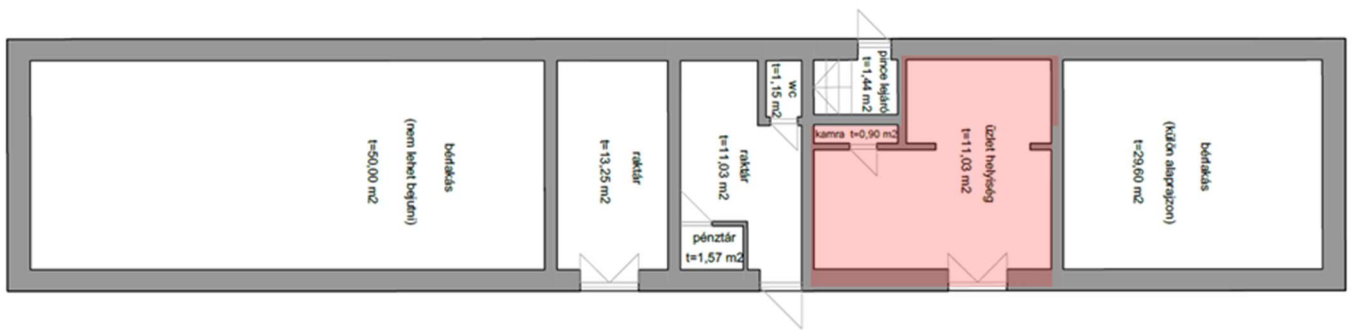 bérlakás
(nem lehet bejutni)
t=50,00 m2
raktár
t=13,25 m2
raktár
t=11,03 m2
pénztár
t=1,57 m2
wc
t=1,15 m2
pince lejáró
t=1,44 m2
kamra t=0,90 m2
üzlet helyiség
t=11,03 m2
bérlakás
(külön alaprajzon)
t=29,60 m2